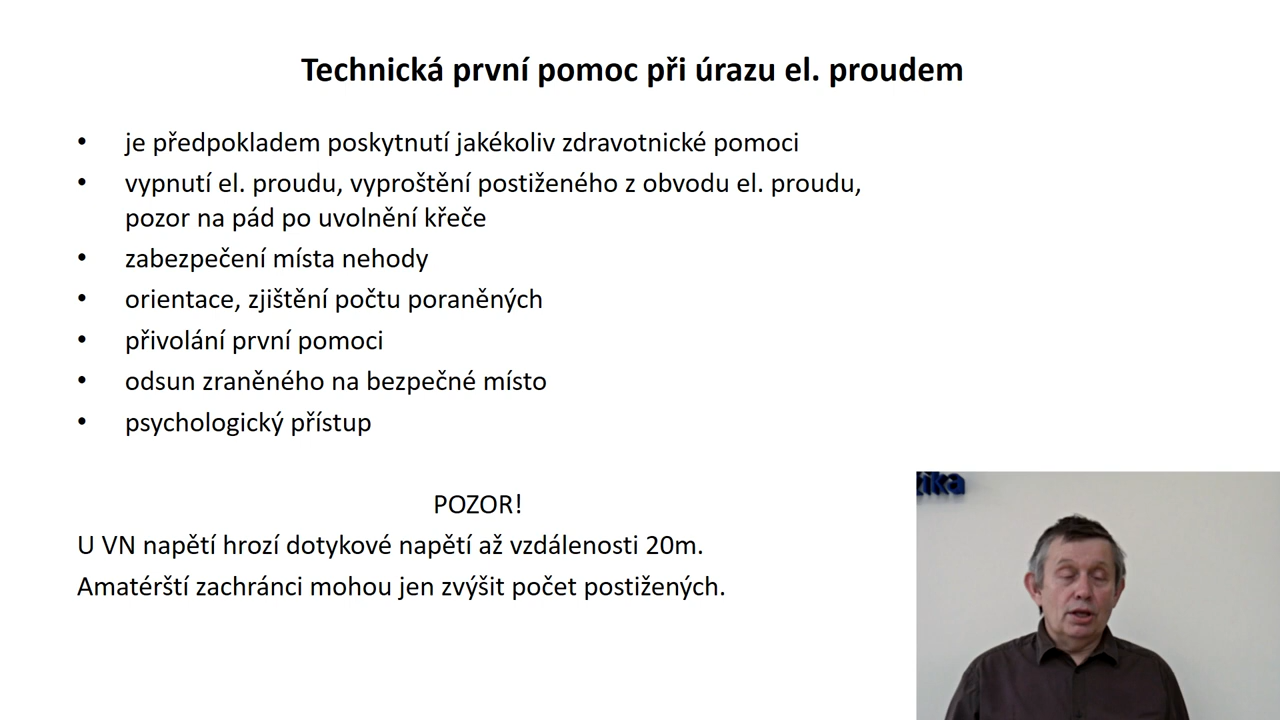 Technická první pomoc při úrazu el. proudem
• je předpokladem poskytnutí jakékoliv zdravotnické pomoci
• vypnutí el. proudu, vyproštění postiženého z obvodu el. proudu,
pozor na pád po uvolnění křeče
• zabezpečení místa nehody
• orientace, zjištění počtu poraněných
• přivolání první pomoci
• odsun zraněného na bezpečné místo
• psychologický přístup
POZOR!
U VN napětí hrozí dotykové napětí až vzdálenosti 20m.
Amatérští zachránci mohou jen zvýšit počet postižených.